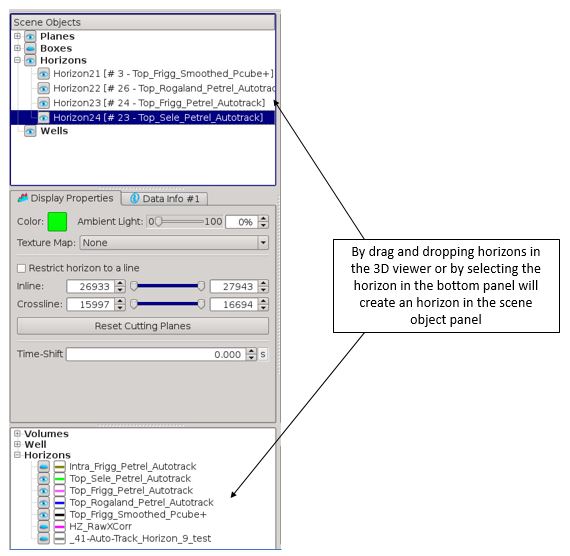 Scene Objects
Planes
Boxes
Horizons
Horizon21 [# 3 - Top_Frigg_Smoothed_Pcube+]
Horizon22 [# 26 - Top_Rogaland_Petrel_Autotrac
Horizon23 [# 24 - Top_Frigg_Petrel_Autotrack]
Horizon24 [# 23 - Top_Sele_Petrel_Autotrack]
Wells
Display Properties Data Info #1
Color: Ambient Light: 0 100 0%
Texture Map: None
Restrict horizon to a line
Inline: 26933 27943
Crossline: 15997 16694
Reset Cutting Planes
Time-Shift 0.000 s
By drag and dropping horizons in
the 3D viewer or by selecting the
horizon in the bottom panel will
create an horizon in the scene
object panel
Volumes
Well
Horizons
Intra_Frigg_Petrel_Autotrack
Top_Sele_Petrel_Autotrack
Top_Frigg_Petrel_Autotrack
Top_Rogaland_Petrel_Autotrack
Top_Frigg_Smoothed_Pcube+
HZ_RawXCorr
_41-Auto-Track_Horizon_9_test